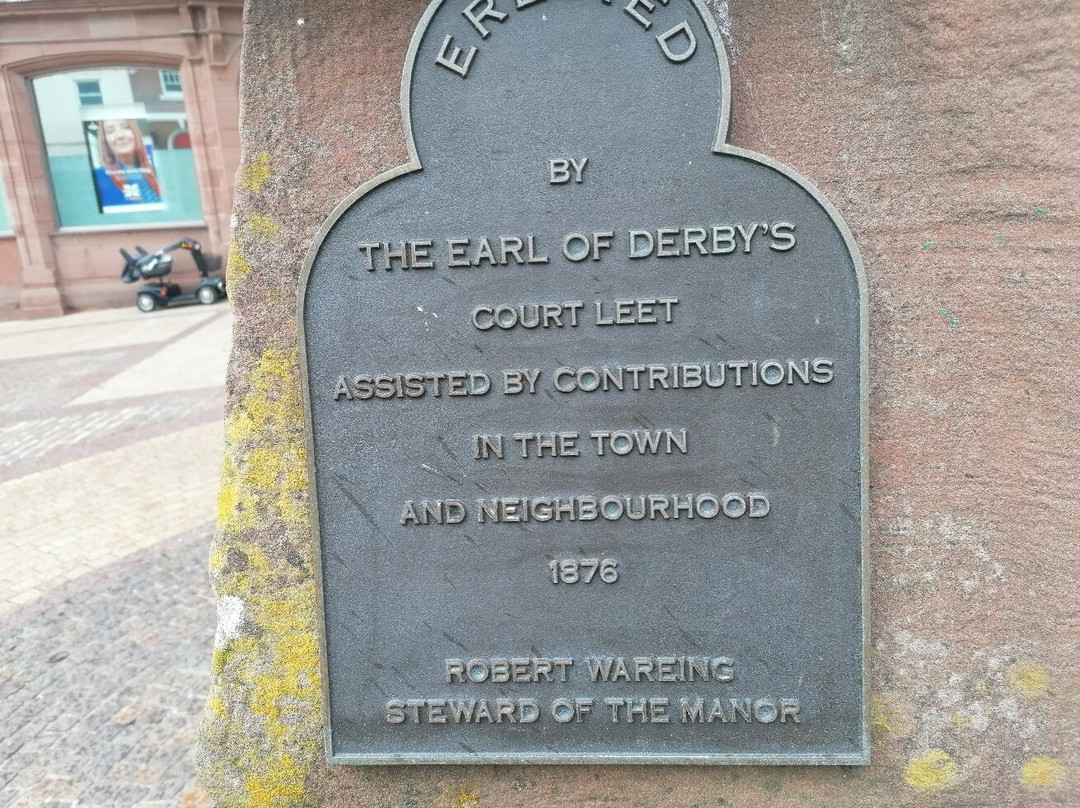 ERECTED
BY
THE EARL OF DERBY'S
COURT LEET
ASSISTED BY CONTRIBUTIONS
IN THE TOWN
AND NEIGHBOURHOOD
1876
ROBERT WAREING
STEWARD OF THE MANOR